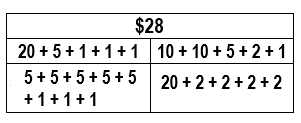 $28
20 + 5 + 1 + 1 + 1
10 + 10 + 5 + 2 + 1
5 + 5 + 5 + 5 + 5
+ 1 + 1 + 1
20 + 2 + 2 + 2 + 2